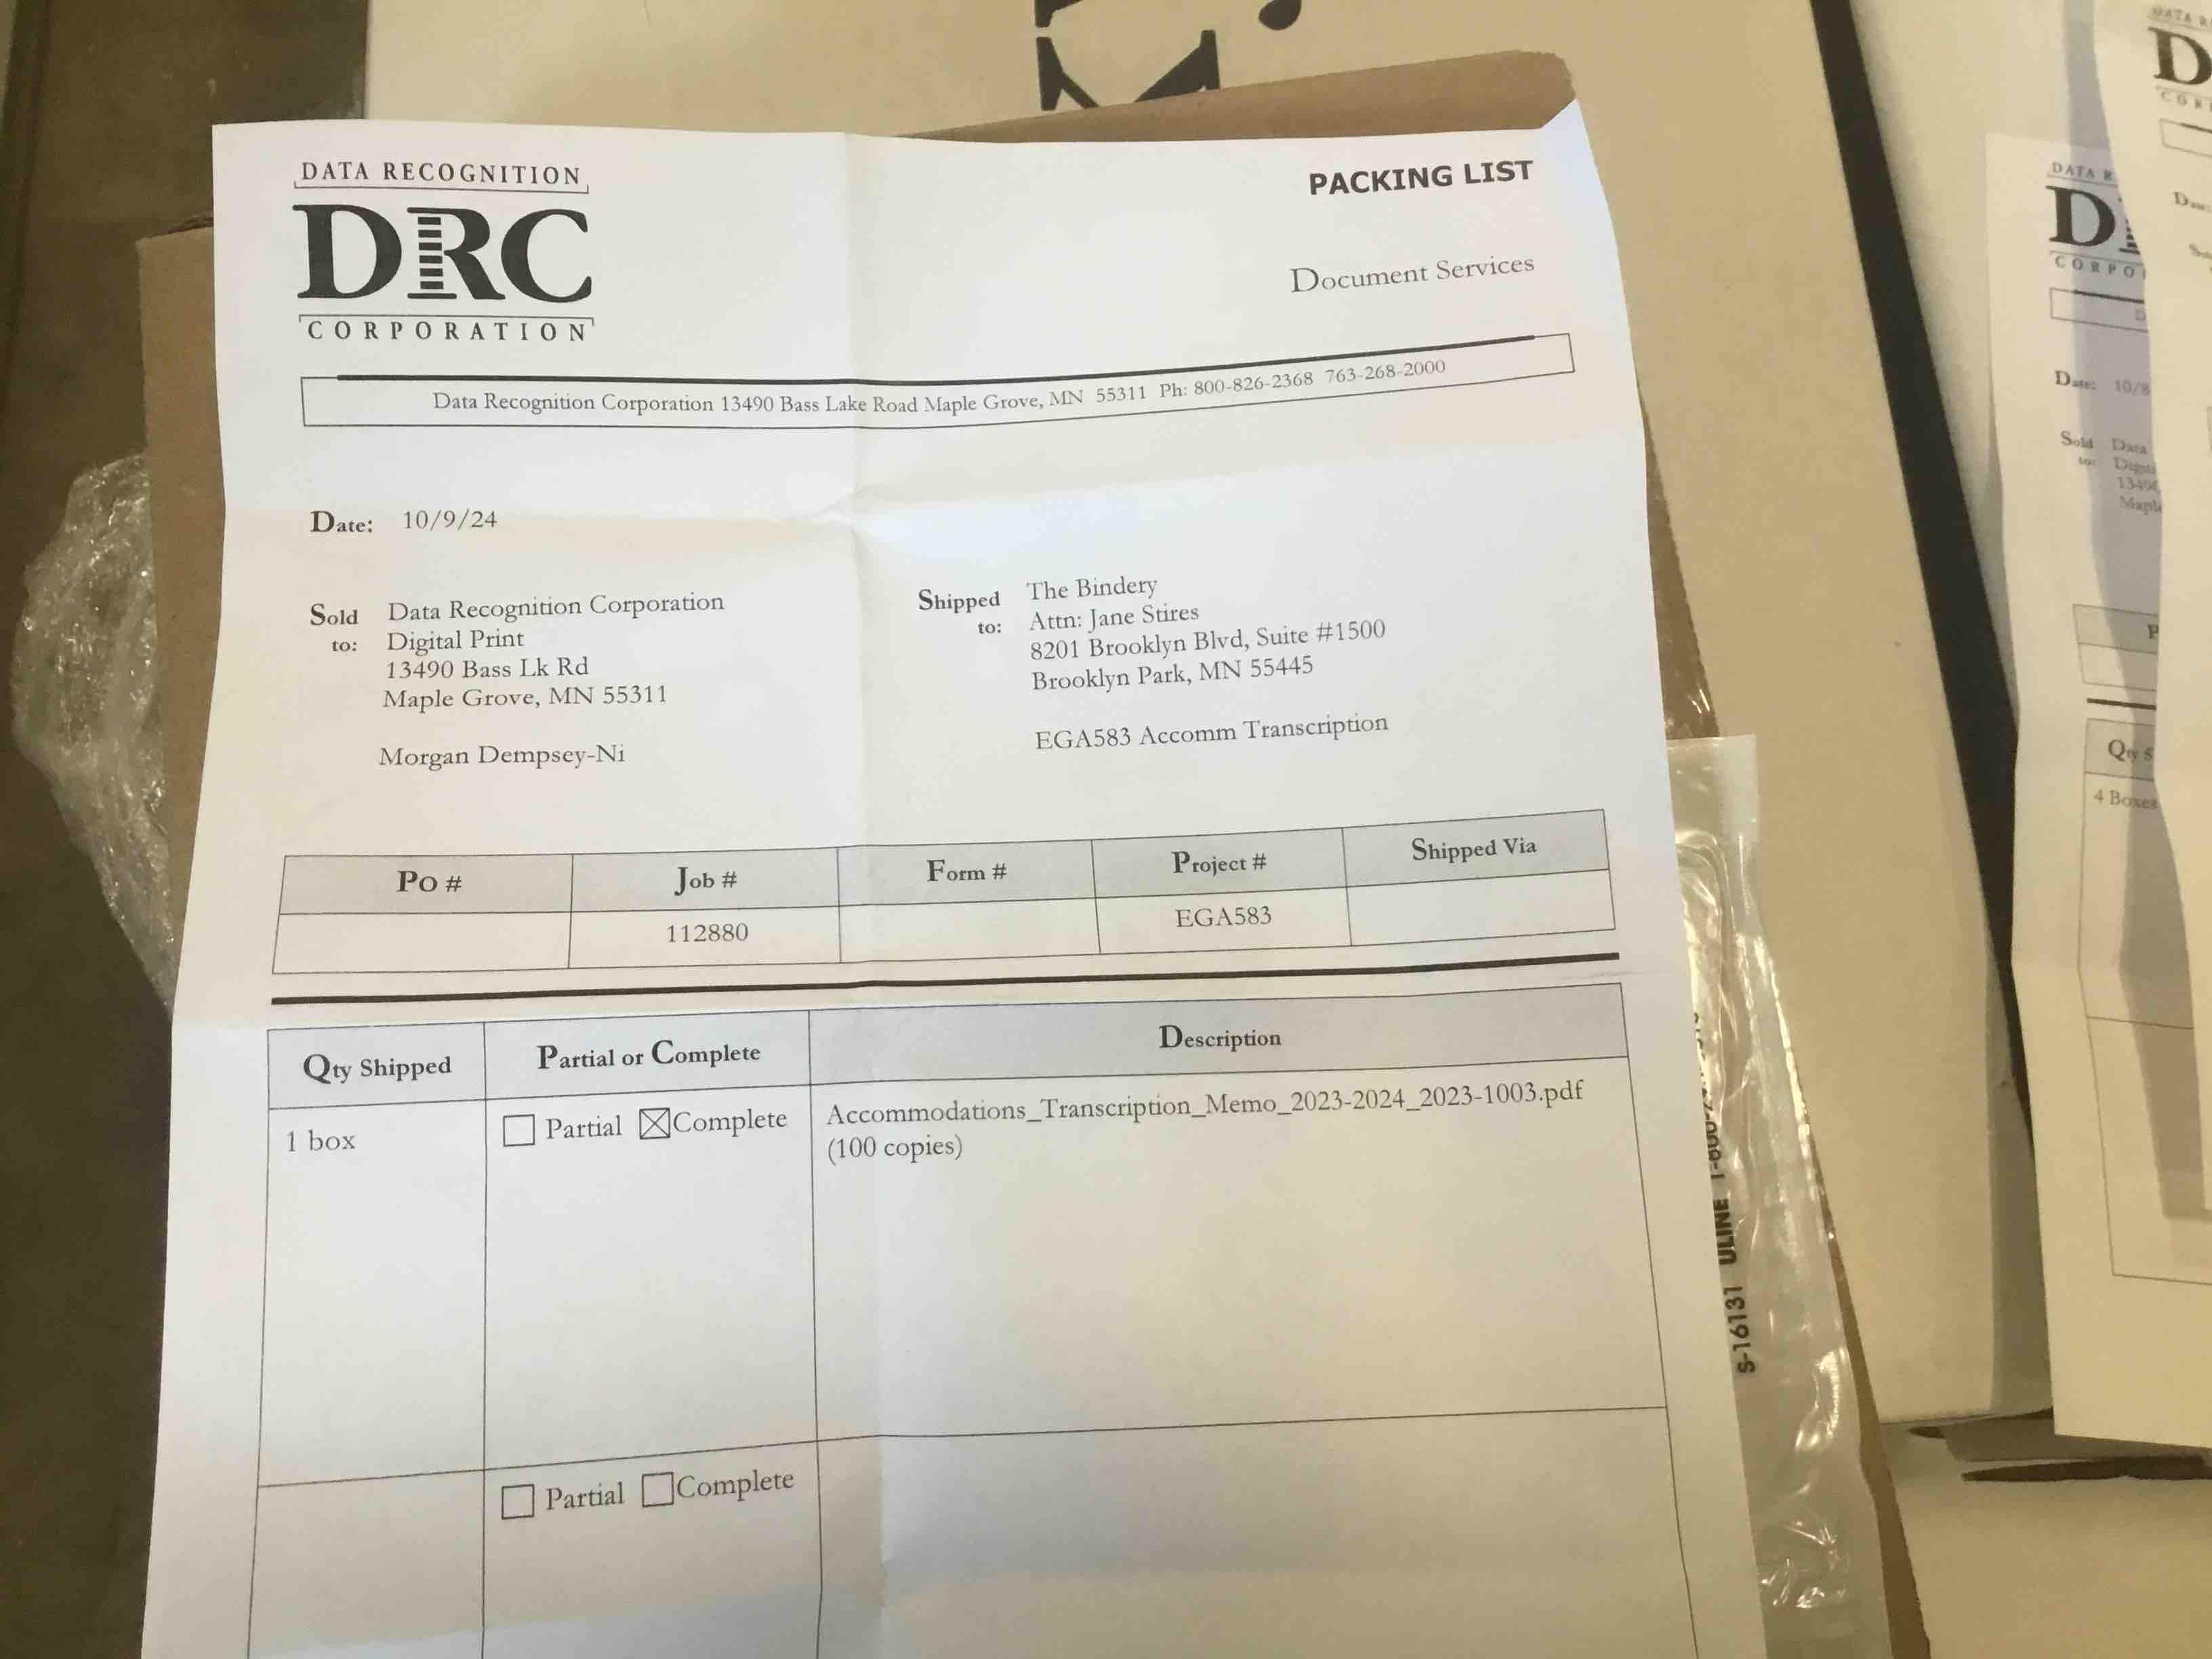 DATA RECOGNITION
DRC
CORPORATION
PACKING LIST
Document Services
Data Recognition Corporation 13490 Bass Lake Road Maple Grove, MN 55311 Ph: 800-826-2368 763-268-2000
Date: 10/9/24
Sold to: Data Recognition Corporation
Digital Print
13490 Bass Lk Rd
Maple Grove, MN 55311
Morgan Dempsey-Ni
Shipped to: The Bindery
Attn: Jane Stires
8201 Brooklyn Blvd, Suite #1500
Brooklyn Park, MN 55445
EGA583 Accomm Transcription
Po # Job # Form # Project # Shipped Via
112880 EGA583
Qty Shipped Partial or Complete Description
1 box Partial Complete Accommodations_Transcription_Memo_2023-2024_2023-1003.pdf
(100 copies)
Partial Complete
S-16131 ULINE
DATA R
D
CORPO
Date: 10/8
Sold to: Data
1349
Maple
Qty S
4 Boxes